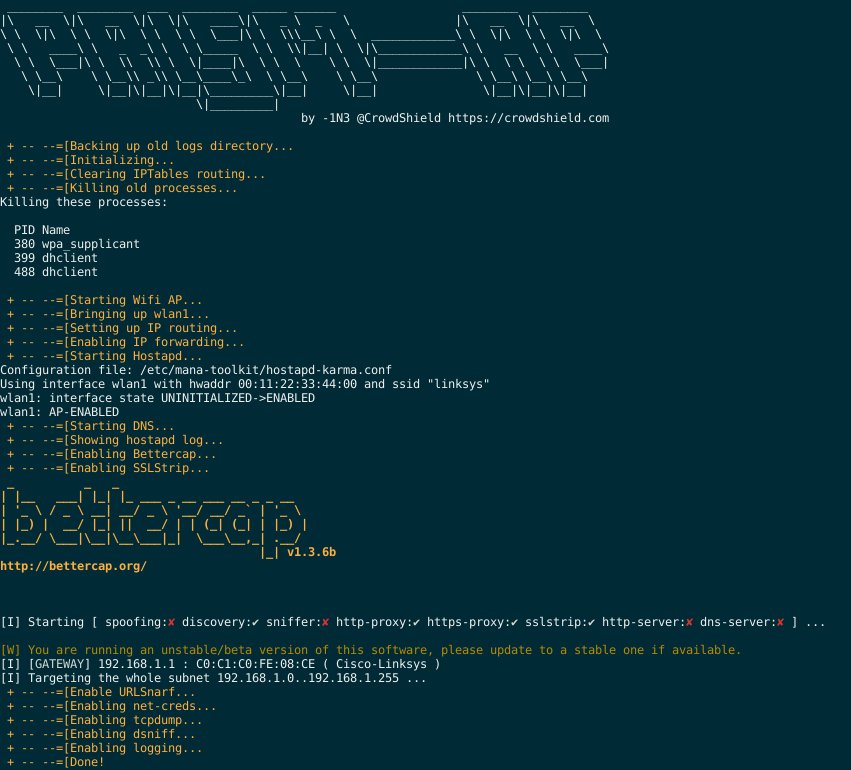 PRISM-AP
by -1N3 @CrowdShield https://crowdshield.com
+ -- --=[Backing up old logs directory...
+ -- --=[Initializing...
+ -- --=[Clearing IPTables routing...
+ -- --=[Killing old processes...
Killing these processes:
PID Name
380 wpa_supplicant
399 dhclient
488 dhclient
+ -- --=[Starting Wifi AP...
+ -- --=[Bringing up wlan1...
+ -- --=[Setting up IP routing...
+ -- --=[Enabling IP forwarding...
+ -- --=[Starting Hostapd...
Configuration file: /etc/mana-toolkit/hostapd-karma.conf
Using interface wlan1 with hwaddr 00:11:22:33:44:00 and ssid "linksys"
wlan1: interface state UNINITIALIZED->ENABLED
wlan1: AP-ENABLED
+ -- --=[Starting DNS...
+ -- --=[Showing hostapd log...
+ -- --=[Enabling Bettercap...
+ -- --=[Enabling SSLStrip...
bettercap
v1.3.6b
http://bettercap.org/
[I] Starting [ spoofing:✘ discovery:✔ sniffer:✘ http-proxy:✔ https-proxy:✔ sslstrip:✔ http-server:✘ dns-server:✘ ] ...
[W] You are running an unstable/beta version of this software, please update to a stable one if available.
[I] [GATEWAY] 192.168.1.1 : C0:C1:C0:FE:08:CE ( Cisco-Linksys )
[I] Targeting the whole subnet 192.168.1.0..192.168.1.255 ...
+ -- --=[Enable URLSnarf...
+ -- --=[Enabling net-creds...
+ -- --=[Enabling tcpdump...
+ -- --=[Enabling dsniff...
+ -- --=[Enabling logging...
+ -- --=[Done!